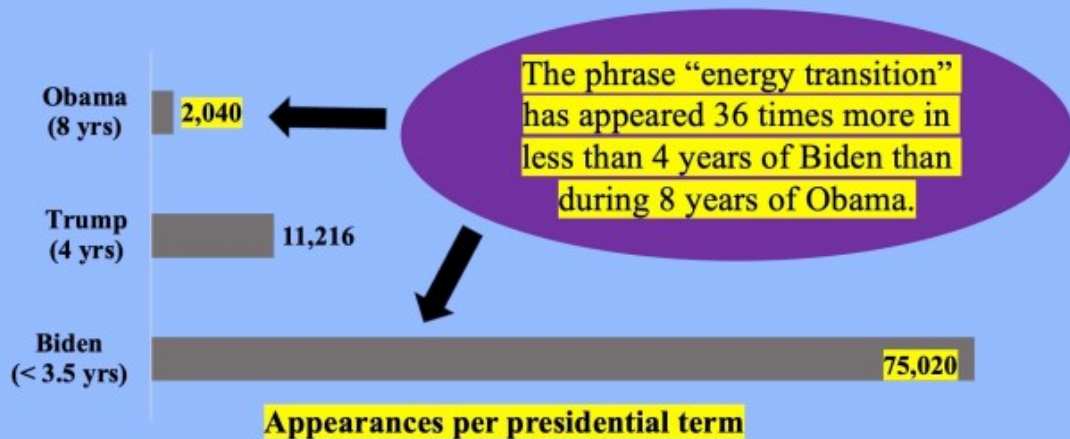 The phrase “energy transition”
has appeared 36 times more in
less than 4 years of Biden than
during 8 years of Obama.
Obama
(8 yrs)
2,040
Trump
(4 yrs)
11,216
Biden
(< 3.5 yrs)
75,020
Appearances per presidential term